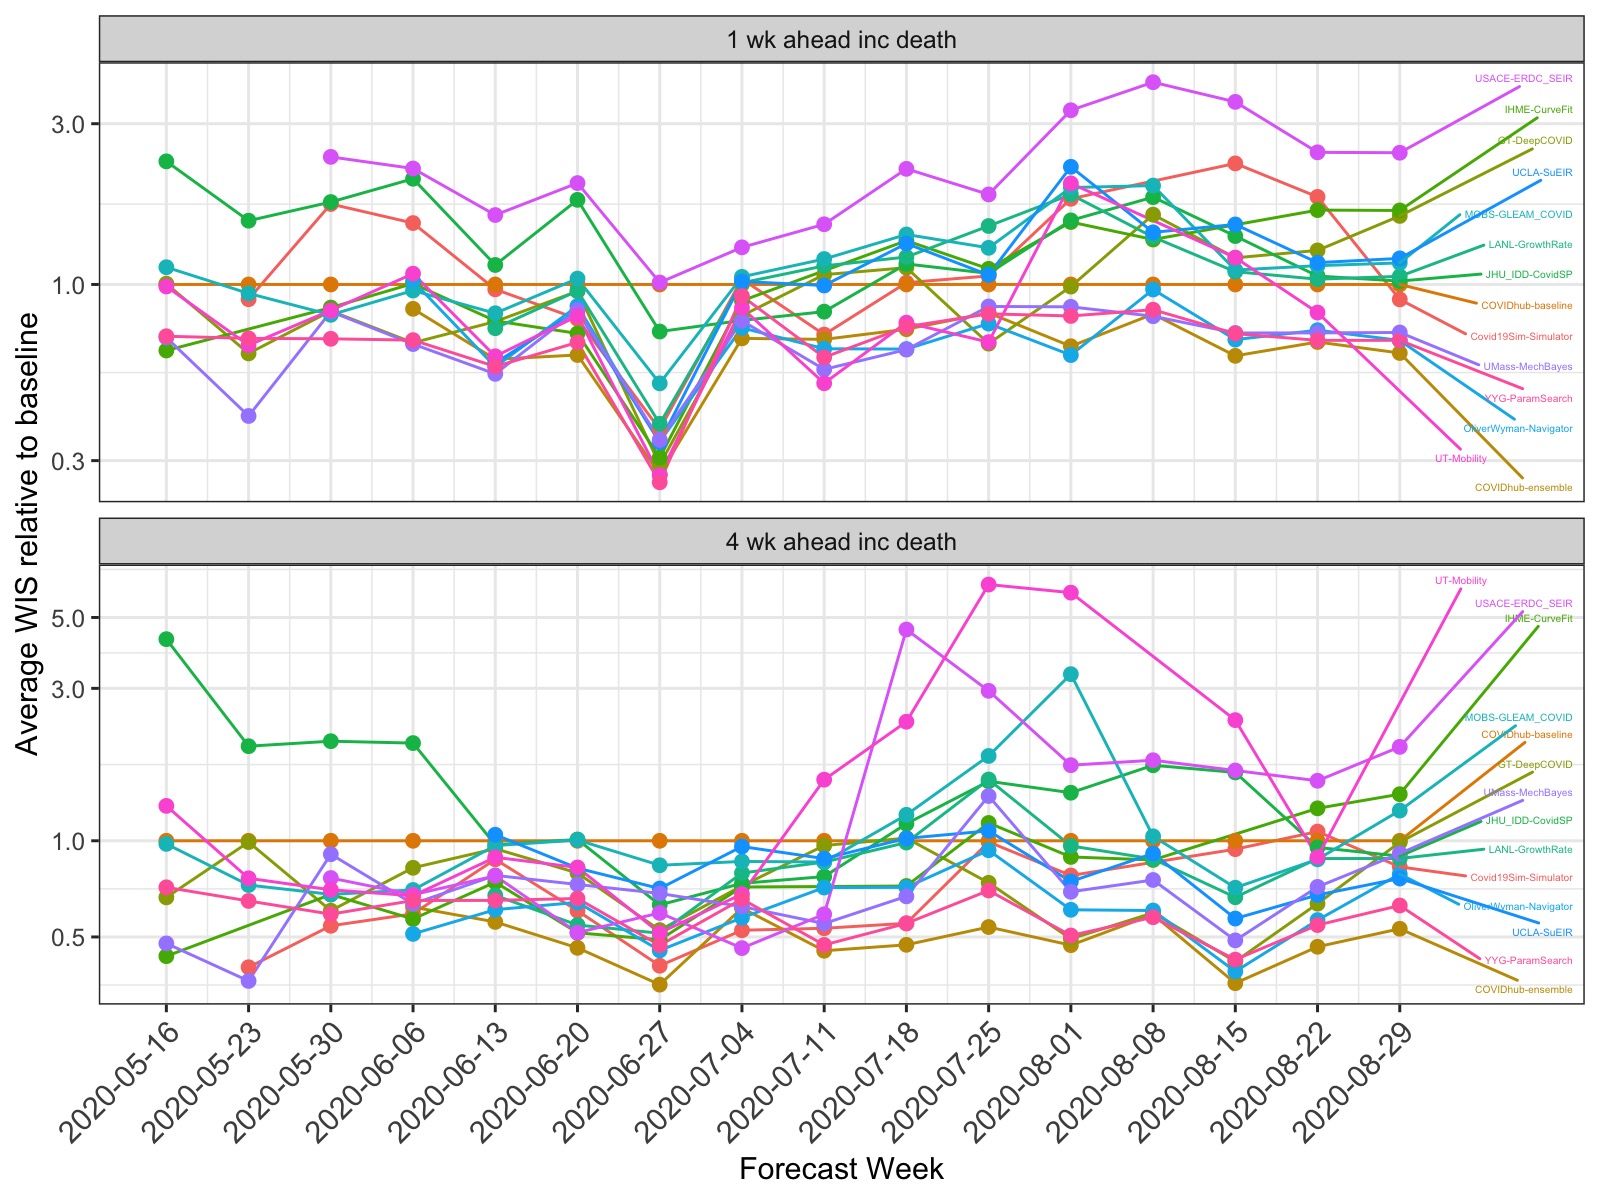 1 wk ahead inc death
3.0
1.0
0.3
USACE-ERDC_SEIR
IHME-CurveFit
GT-DeepCOVID
UCLA-SuEIR
MOBS-GLEAM_COVID
LANL-GrowthRate
JHU_IDD-CovidSP
COVIDhub-baseline
Covid19Sim-Simulator
UMass-MechBayes
YYG-ParamSearch
OliverWyman-Navigator
UT-Mobility
COVIDhub-ensemble
Average WIS relative to baseline
4 wk ahead inc death
5.0
3.0
1.0
0.5
UT-Mobility
USACE-ERDC_SEIR
IHME-CurveFit
MOBS-GLEAM_COVID
COVIDhub-baseline
GT-DeepCOVID
UMass-MechBayes
JHU_IDD-CovidSP
LANL-GrowthRate
Covid19Sim-Simulator
OliverWyman-Navigator
UCLA-SuEIR
YYG-ParamSearch
COVIDhub-ensemble
2020-05-16
2020-05-23
2020-05-30
2020-06-06
2020-06-13
2020-06-20
2020-06-27
2020-07-04
2020-07-11
2020-07-18
2020-07-25
2020-08-01
2020-08-08
2020-08-15
2020-08-22
2020-08-29
Forecast Week